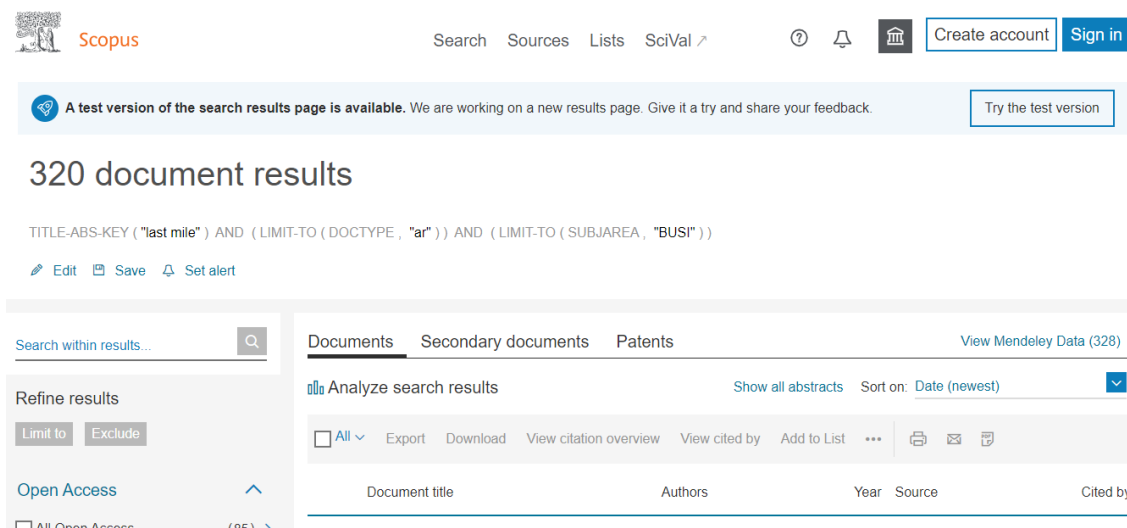 Scopus
Search Sources Lists SciVal ↗
Create account Sign in
A test version of the search results page is available. We are working on a new results page. Give it a try and share your feedback.
Try the test version
320 document results
TITLE-ABS-KEY ( "last mile" ) AND ( LIMIT-TO ( DOCTYPE , "ar" ) ) AND ( LIMIT-TO ( SUBJAREA , "BUSI" ) )
Edit Save Set alert
Search within results...
Documents Secondary documents Patents View Mendeley Data (328)
Analyze search results Show all abstracts Sort on: Date (newest)
Refine results
Limit to Exclude
All Export Download View citation overview View cited by Add to List •••
Open Access
Document title Authors Year Source Cited by
All Open Access (85) >